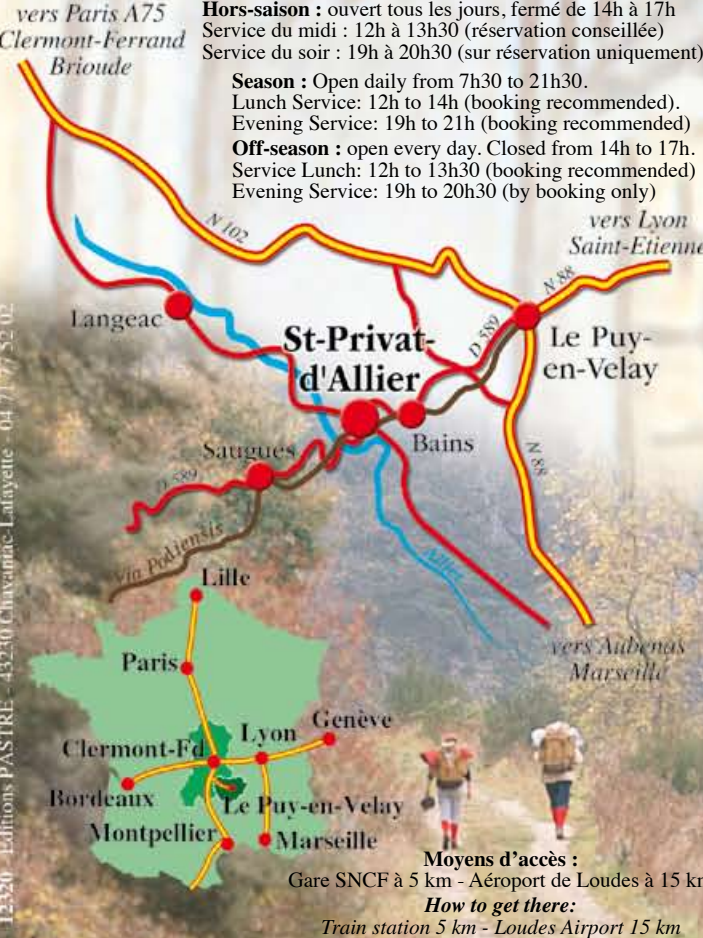 vers Paris A75
Clermont-Ferrand
Brioude
Hors-saison : ouvert tous les jours, fermé de 14h à 17h
Service du midi : 12h à 13h30 (réservation conseillée)
Service du soir : 19h à 20h30 (sur réservation uniquement)
Season : Open daily from 7h30 to 21h30.
Lunch Service: 12h to 14h (booking recommended).
Evening Service: 19h to 21h (booking recommended)
Off-season : open every day. Closed from 14h to 17h.
Service Lunch: 12h to 13h30 (booking recommended)
Evening Service: 19h to 20h30 (by booking only)
vers Lyon
Saint-Etienne
N 102
N 88
Langeac
St-Privat-
d'Allier
D 589
Le Puy-
en-Velay
Bains
Saugues
D 589
N 88
via Podiensis
Allier
vers Aubenas
Marseille
Lille
Paris
Genève
Lyon
Clermont-Fd
Bordeaux
Le Puy-en-Velay
Montpellier
Marseille
Moyens d'accès :
Gare SNCF à 5 km - Aéroport de Loudes à 15 km
How to get there:
Train station 5 km - Loudes Airport 15 km
12320 - Editions PASTRE - 43230 Chavaniac-Lafayette - 04 71 77 52 02